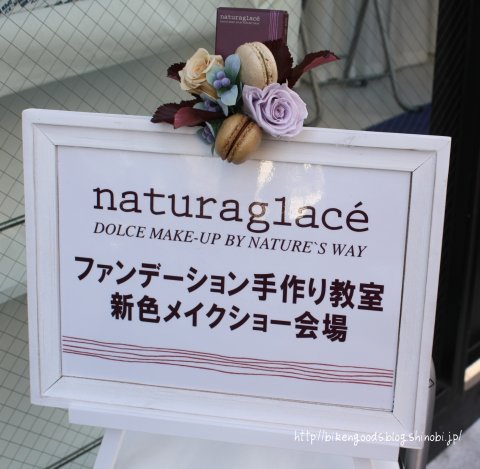 naturaglacé
naturaglacé
DOLCE MAKE-UP BY NATURE`S WAY
ファンデーション手作り教室
新色メイクショー会場
http://bikengoods.blog.shinobi.jp/